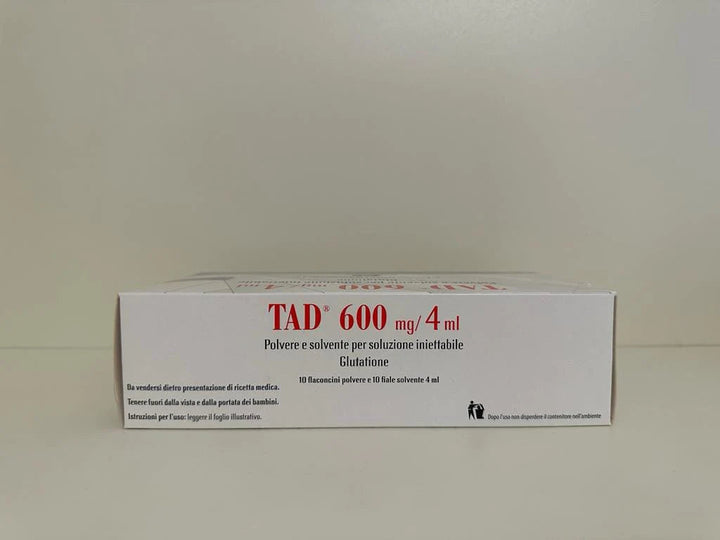 TAD® 600 mg/4 ml
Polvere e solvente per soluzione iniettabile
Glutatione
10 flaconcini polvere e 10 fiale solvente 4 ml
Da vendersi dietro presentazione di ricetta medica.
Tenere fuori dalla vista e dalla portata dei bambini.
Istruzioni per l'uso: leggere il foglio illustrativo.
Dopo l'uso non disperdere il contenitore nell'ambiente